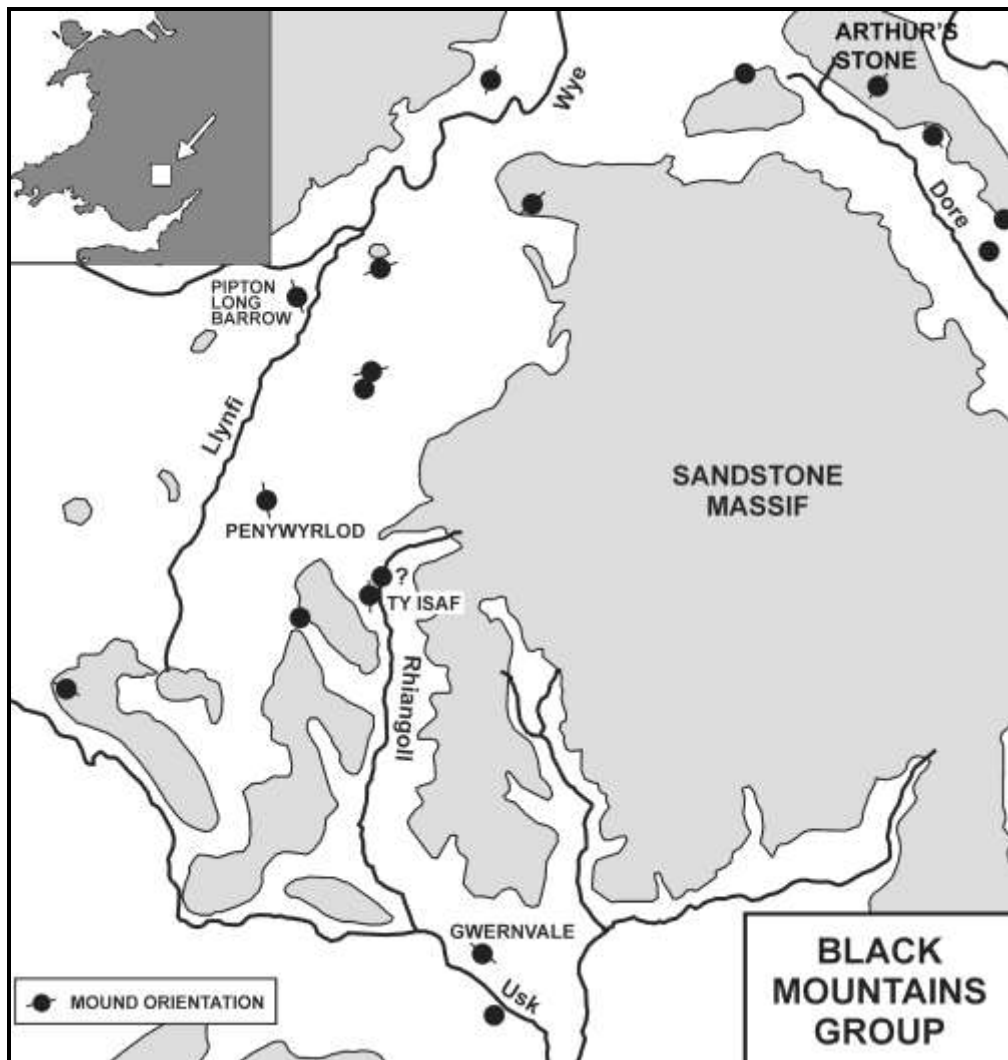 ARTHUR'S
STONE
Wye
Dore
PIPTON
LONG
BARROW
Llynfi
SANDSTONE
MASSIF
PENYWYRLOD
?
TY ISAF
Rhiangoll
GWERNVALE
Usk
MOUND ORIENTATION
BLACK
MOUNTAINS
GROUP